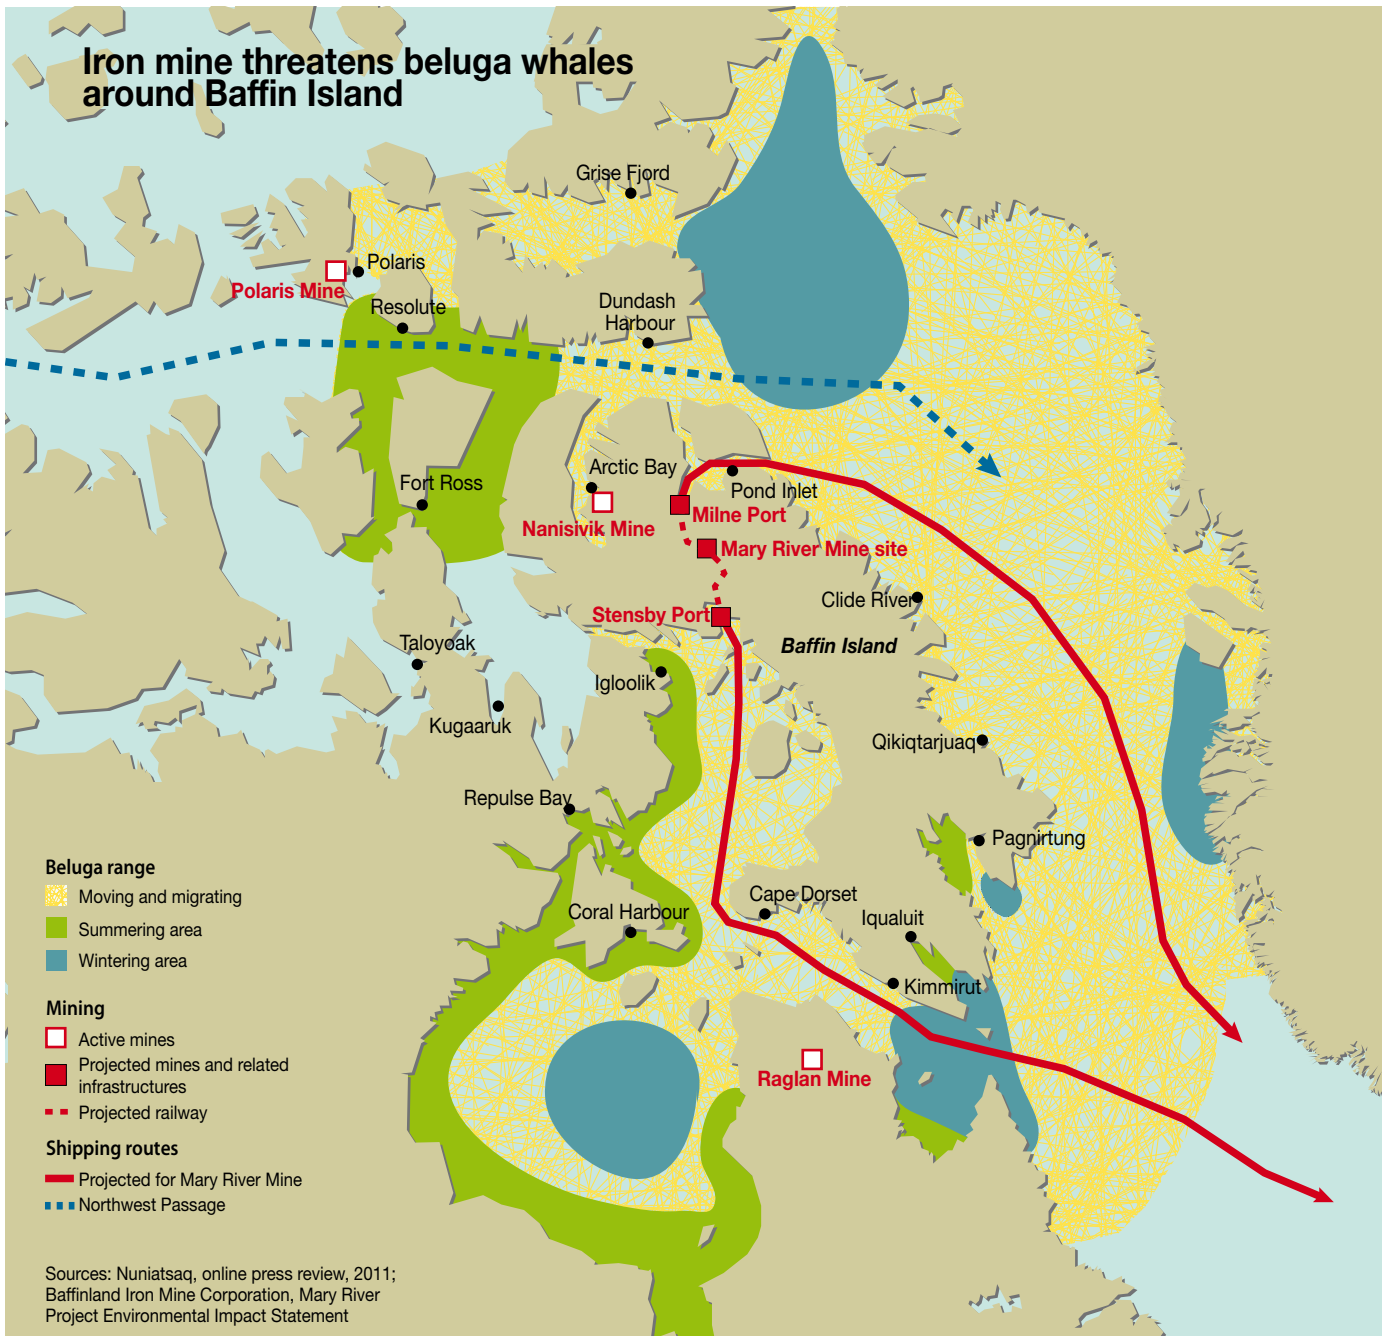 Iron mine threatens beluga whales
around Baffin Island
Grise Fjord
Polaris
Polaris Mine
Resolute
Dundash
Harbour
Arctic Bay
Fort Ross
Pond Inlet
Milne Port
Nanisivik Mine
Mary River Mine site
Clide River
Stensby Port
Baffin Island
Taloyoak
Igloolik
Kugaaruk
Qikiqtarjuaq
Repulse Bay
Pagnirtung
Cape Dorset
Coral Harbour
Iqualuit
Kimmirut
Raglan Mine
Beluga range
Moving and migrating
Summering area
Wintering area
Mining
Active mines
Projected mines and related
infrastructures
Projected railway
Shipping routes
Projected for Mary River Mine
Northwest Passage
Sources: Nuniatsaq, online press review, 2011;
Baffinland Iron Mine Corporation, Mary River
Project Environmental Impact Statement